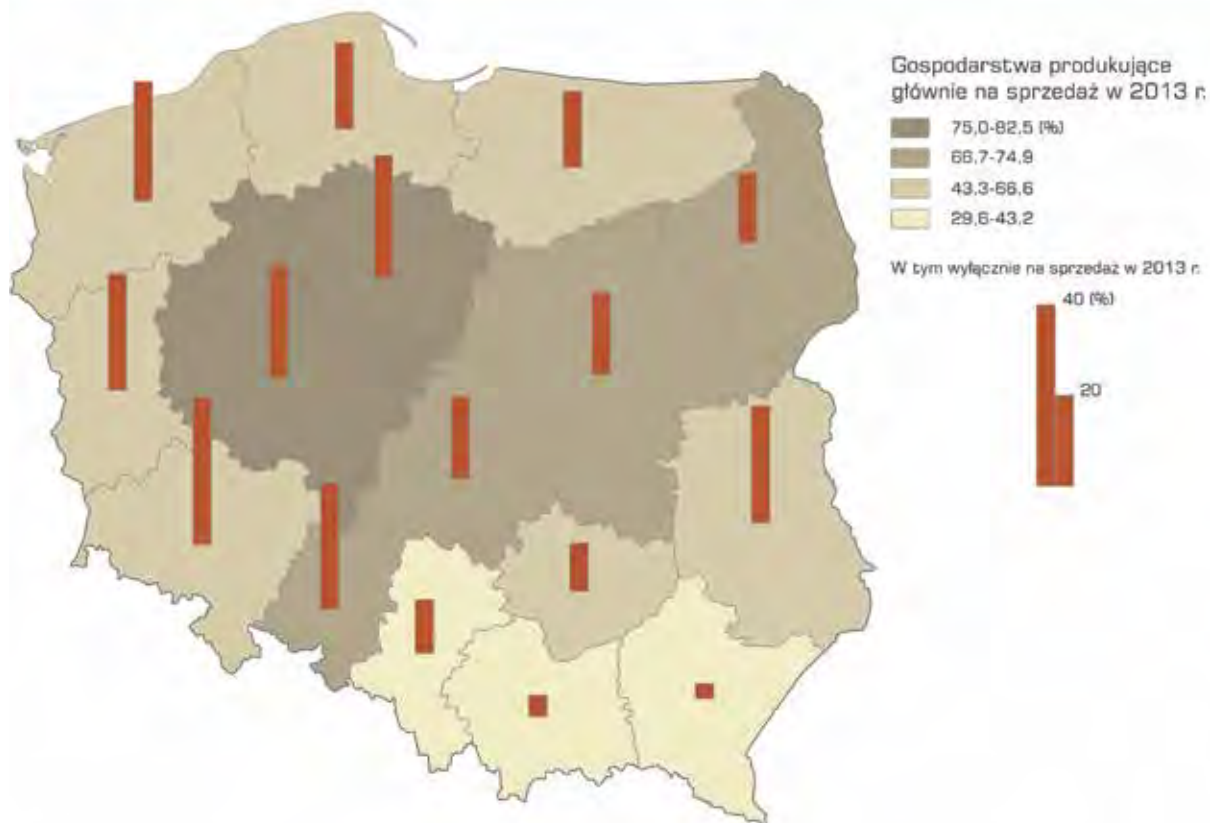 Gospodarstwa produkujące
głównie na sprzedaż w 2013 r.
75,0-82,5 (%)
66,7-74,9
43,3-66,6
29,6-43,2
W tym wyłącznie na sprzedaż w 2013 r.
40 (%)
20